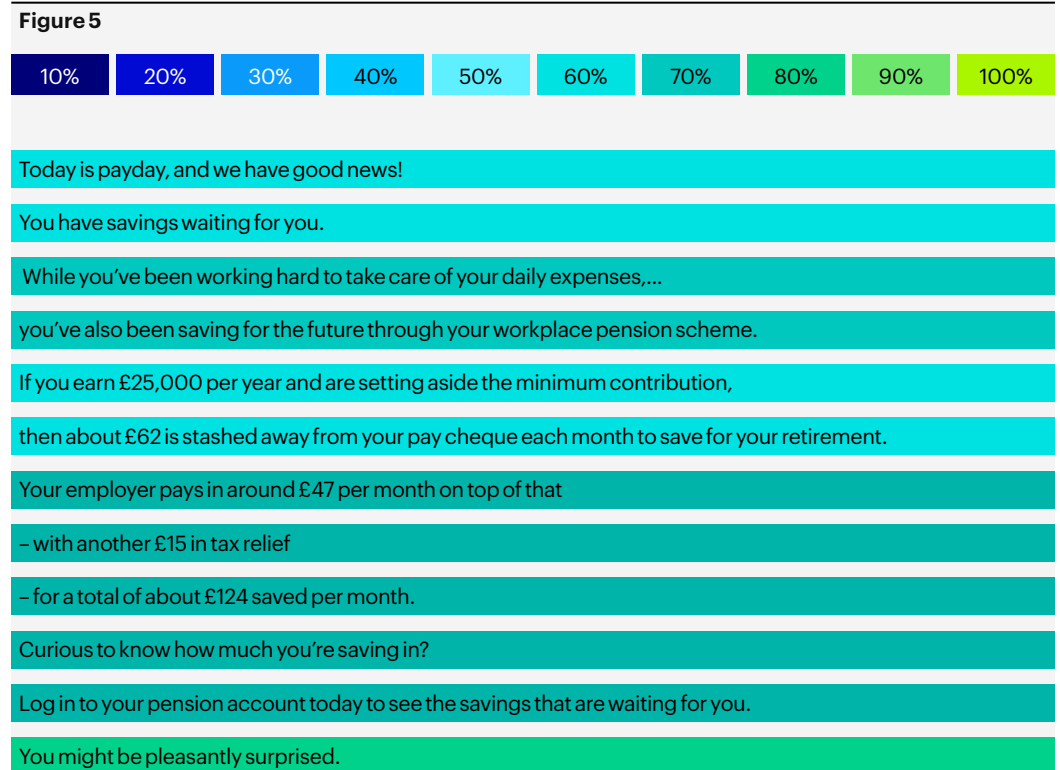 Figure 5
10% 20% 30% 40% 50% 60% 70% 80% 90% 100%
Today is payday, and we have good news!
You have savings waiting for you.
While you’ve been working hard to take care of your daily expenses,...
you’ve also been saving for the future through your workplace pension scheme.
If you earn £25,000 per year and are setting aside the minimum contribution,
then about £62 is stashed away from your pay cheque each month to save for your retirement.
Your employer pays in around £47 per month on top of that
– with another £15 in tax relief
– for a total of about £124 saved per month.
Curious to know how much you’re saving in?
Log in to your pension account today to see the savings that are waiting for you.
You might be pleasantly surprised.